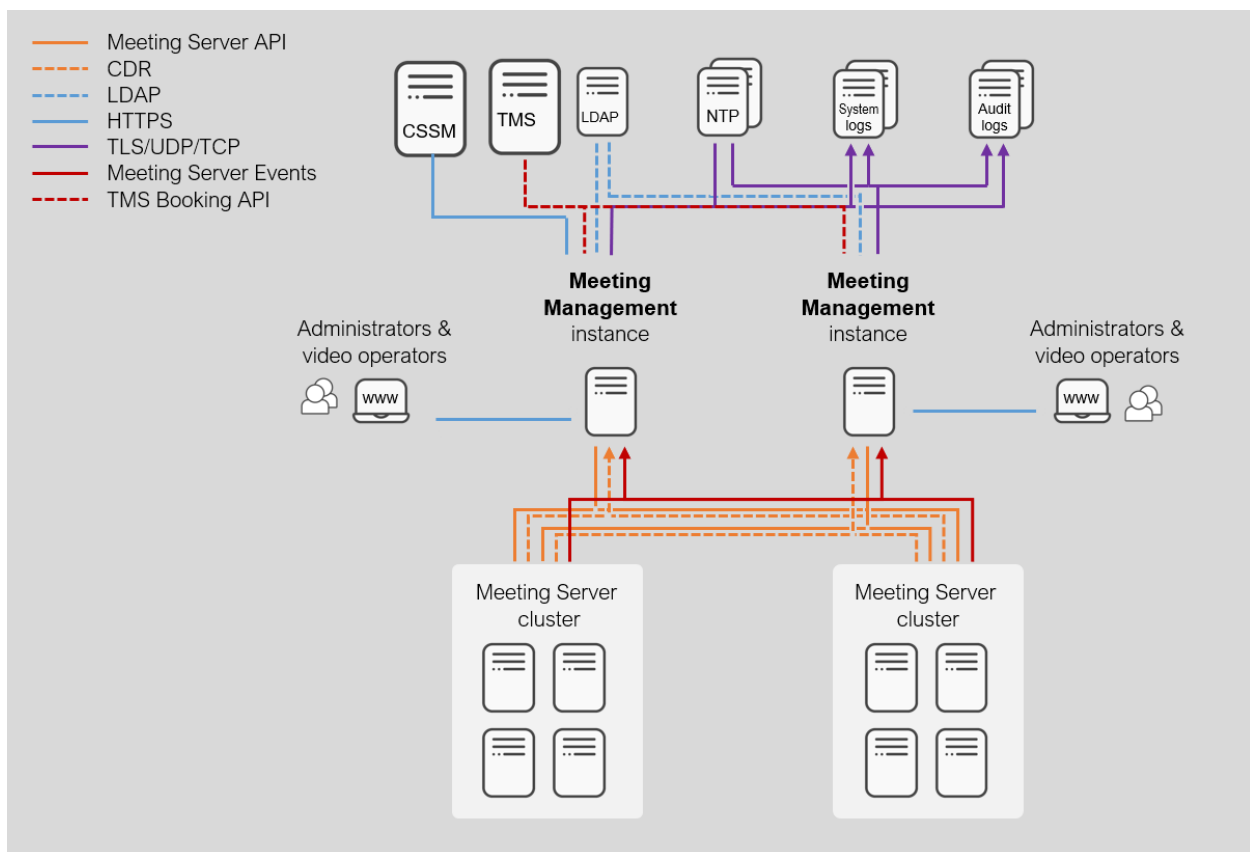 Meeting Server API
CDR
LDAP
HTTPS
TLS/UDP/TCP
Meeting Server Events
TMS Booking API
CSSM
TMS
LDAP
NTP
System
logs
Audit
logs
Meeting
Management
instance
Meeting
Management
instance
Administrators &
video operators
www
Administrators &
video operators
www
Meeting Server
cluster
Meeting Server
cluster